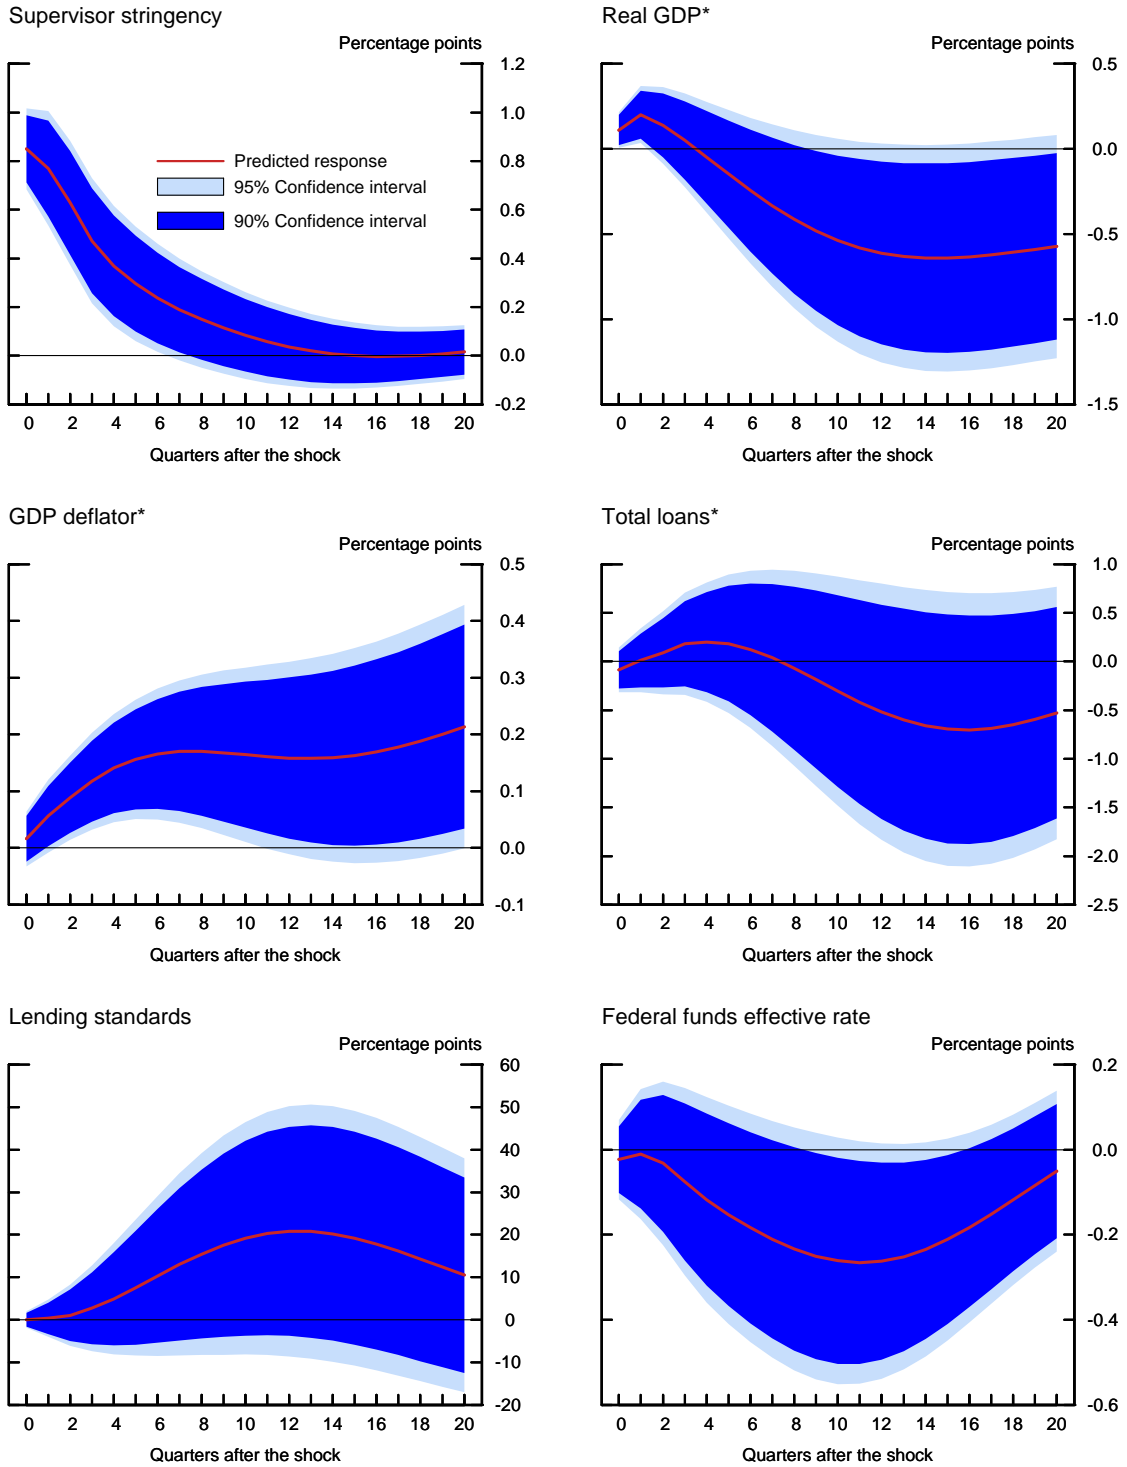 Supervisor stringency
Percentage points
1.2
1.0
0.8
0.6
0.4
0.2
0.0
-0.2
Predicted response
95% Confidence interval
90% Confidence interval
0 2 4 6 8 10 12 14 16 18 20
Quarters after the shock
Real GDP*
Percentage points
0.5
0.0
-0.5
-1.0
-1.5
0 2 4 6 8 10 12 14 16 18 20
Quarters after the shock
GDP deflator*
Percentage points
0.5
0.4
0.3
0.2
0.1
0.0
-0.1
0 2 4 6 8 10 12 14 16 18 20
Quarters after the shock
Total loans*
Percentage points
1.0
0.5
0.0
-0.5
-1.0
-1.5
-2.0
-2.5
0 2 4 6 8 10 12 14 16 18 20
Quarters after the shock
Lending standards
Percentage points
60
50
40
30
20
10
0
-10
-20
0 2 4 6 8 10 12 14 16 18 20
Quarters after the shock
Federal funds effective rate
Percentage points
0.2
0.0
-0.2
-0.4
-0.6
0 2 4 6 8 10 12 14 16 18 20
Quarters after the shock